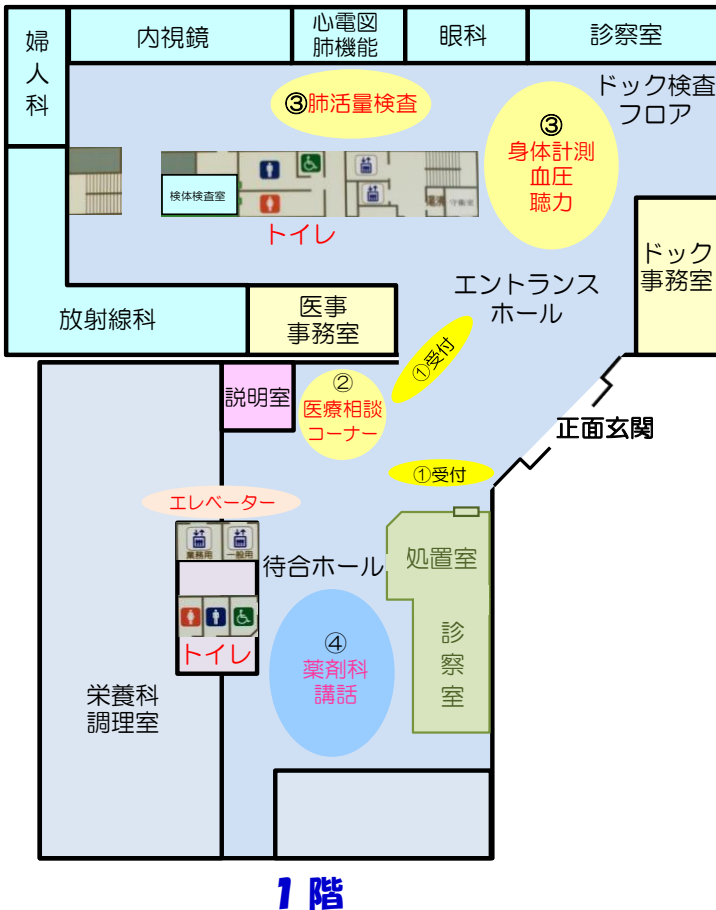 婦人科
内視鏡
心電図
肺機能
眼科
診察室
③肺活量検査
ドック検査
フロア
③
身体計測
血圧
聴力
検体検査室
トイレ
ドック
事務室
エントランス
ホール
放射線科
医事
事務室
①受付
説明室
②
医療相談
コーナー
正面玄関
①受付
エレベーター
業務用
一般用
待合ホール
処置室
トイレ
診察室
④
薬剤科
講話
栄養科
調理室
1階